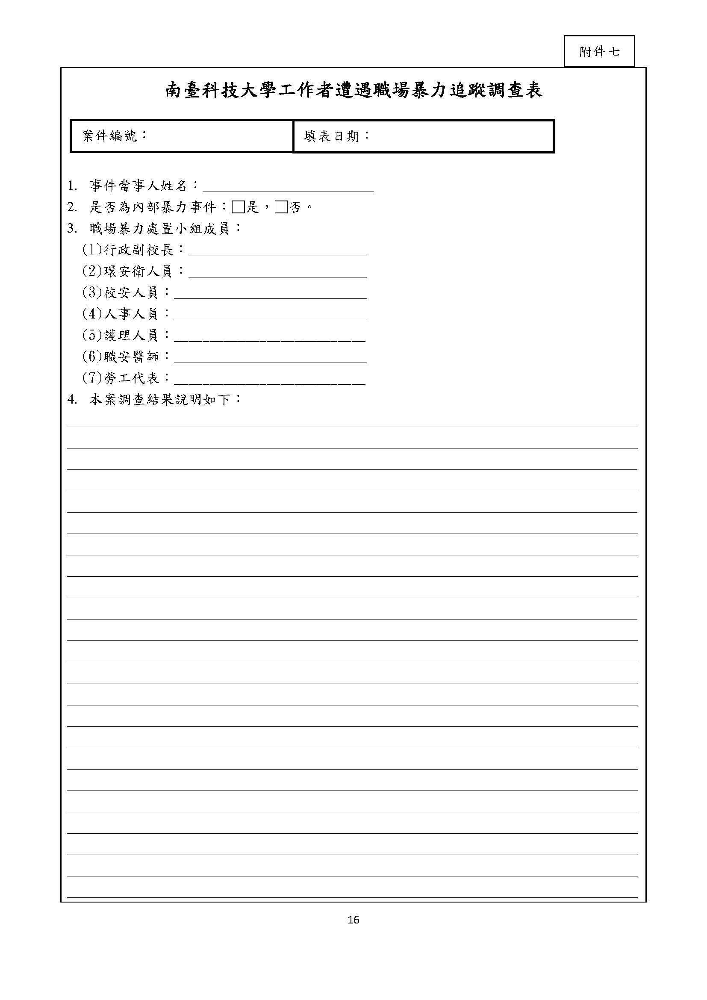 附件七
南臺科技大學工作者遭遇職場暴力追蹤調查表
案件編號： 填表日期：
1. 事件當事人姓名：
2. 是否為內部暴力事件：□是，□否。
3. 職場暴力處置小組成員：
(1)行政副校長：
(2)環安衛人員：
(3)校安人員：
(4)人事人員：
(5)護理人員：
(6)職安醫師：
(7)勞工代表：
4. 本案調查結果說明如下：
16